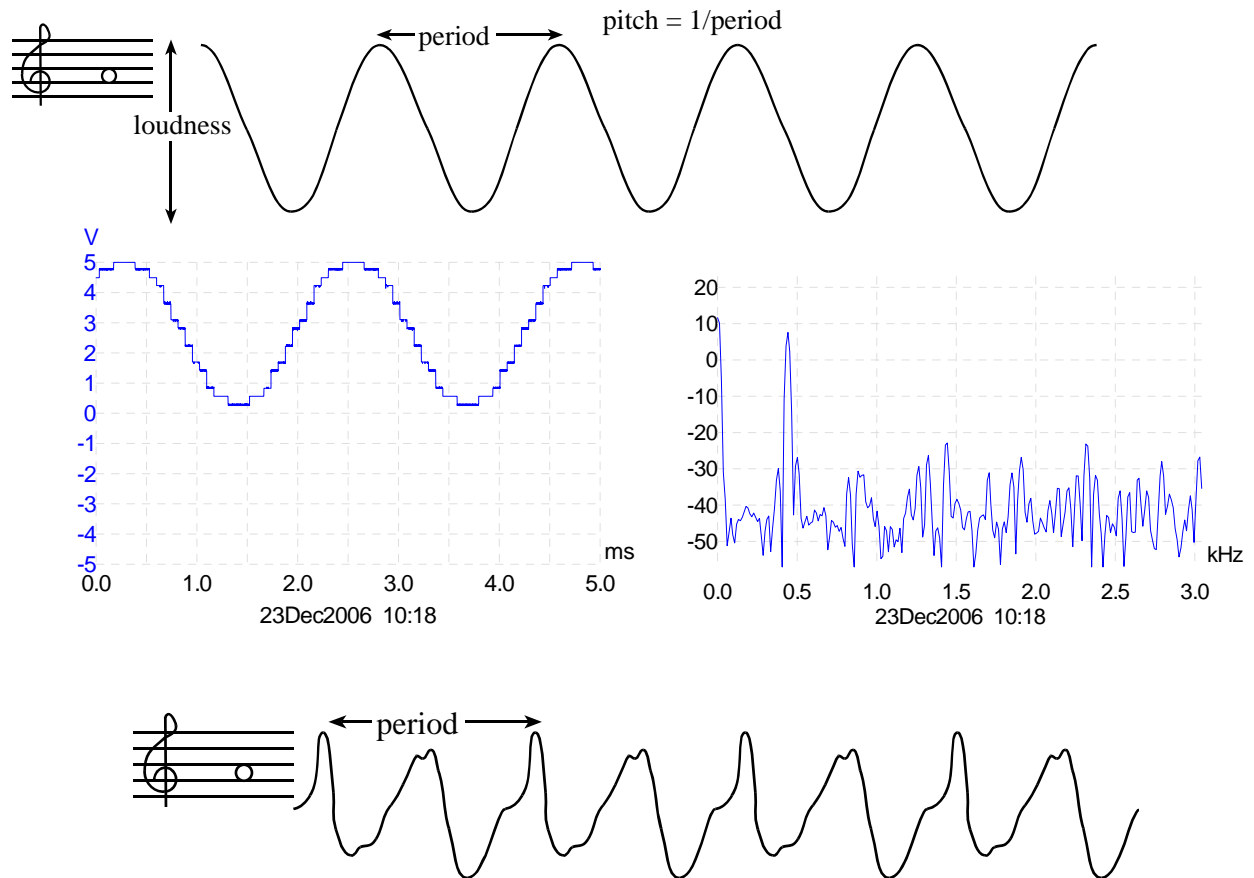 period
pitch = 1/period
loudness
V
5
4
3
2
1
0
-1
-2
-3
-4
-5
0.0 1.0 2.0 3.0 4.0 5.0
ms
23Dec2006 10:18
20
10
0
-10
-20
-30
-40
-50
kHz
0.0 0.5 1.0 1.5 2.0 2.5 3.0
23Dec2006 10:18
period